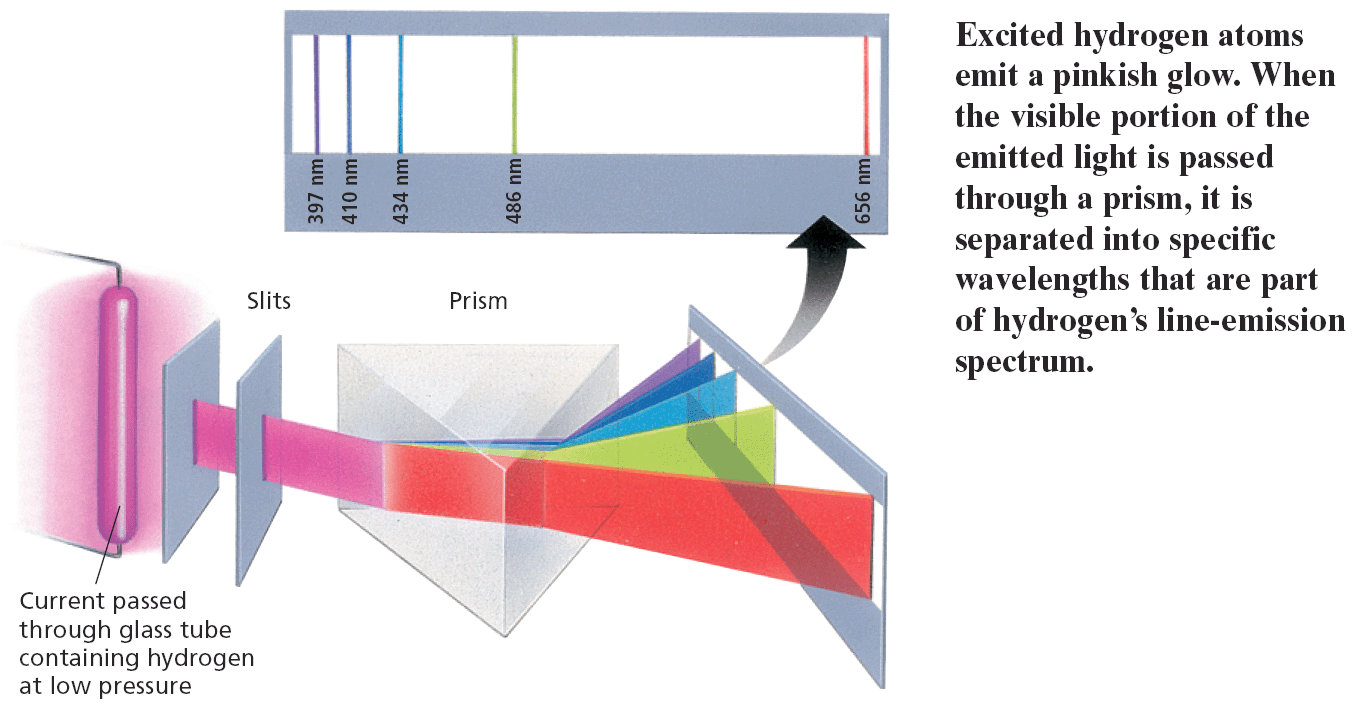 397 nm
410 nm
434 nm
486 nm
656 nm
Slits
Prism
Current passed
through glass tube
containing hydrogen
at low pressure
Excited hydrogen atoms
emit a pinkish glow. When
the visible portion of the
emitted light is passed
through a prism, it is
separated into specific
wavelengths that are part
of hydrogen’s line-emission
spectrum.